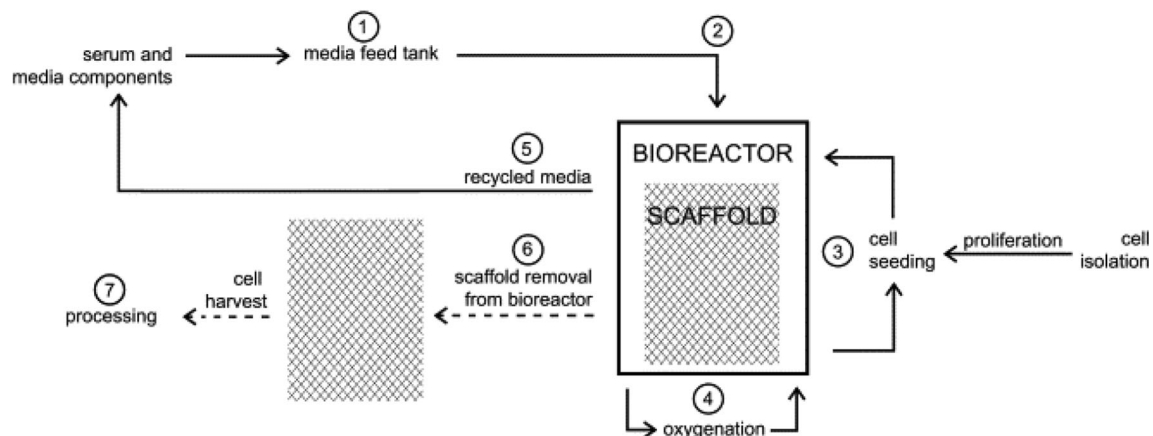 1
2
serum and
media components
media feed tank
BIOREACTOR
SCAFFOLD
5
recycled media
3
cell
seeding
proliferation
cell
isolation
6
scaffold removal
from bioreactor
cell
harvest
7
processing
4
oxygenation